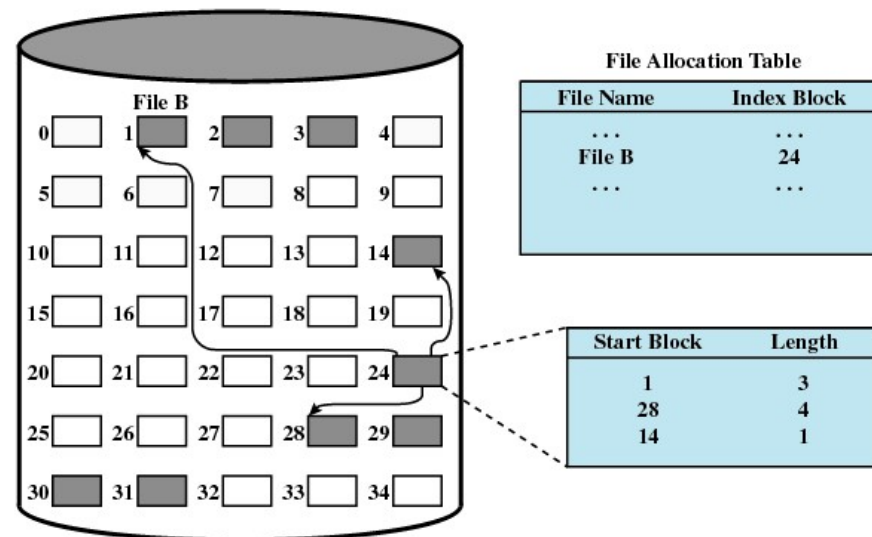 File B
0 1 2 3 4
5 6 7 8 9
10 11 12 13 14
15 16 17 18 19
20 21 22 23 24
25 26 27 28 29
30 31 32 33 34
File Allocation Table
File Name Index Block
. . . . . .
File B 24
. . . . . .
Start Block Length
1 3
28 4
14 1